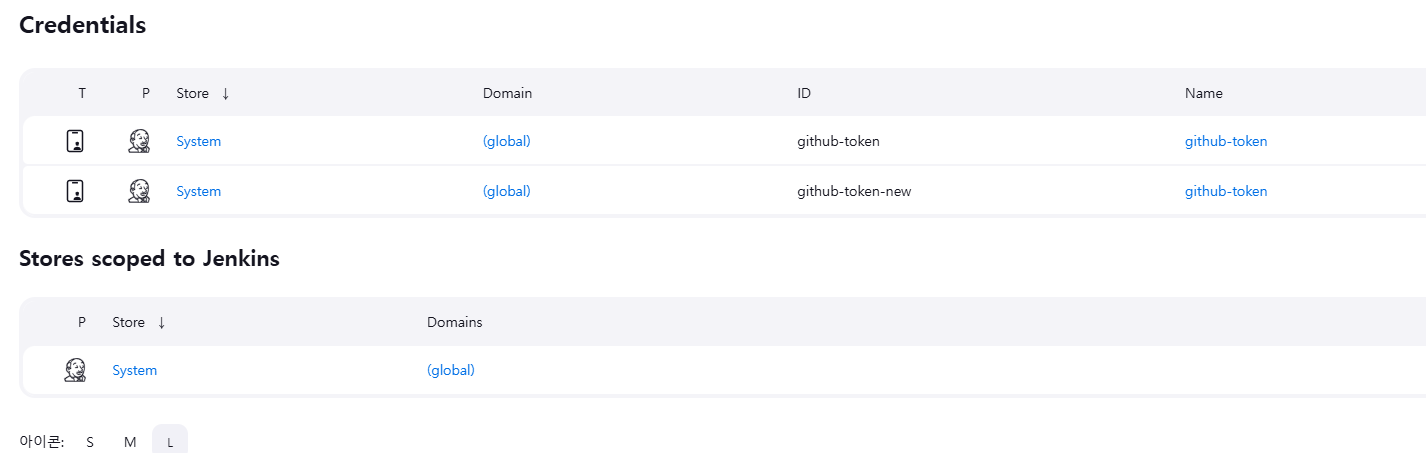 Credentials
T P Store ↓ Domain ID Name
System (global) github-token github-token
System (global) github-token-new github-token
Stores scoped to Jenkins
P Store ↓ Domains
System (global)
아이콘: S M L